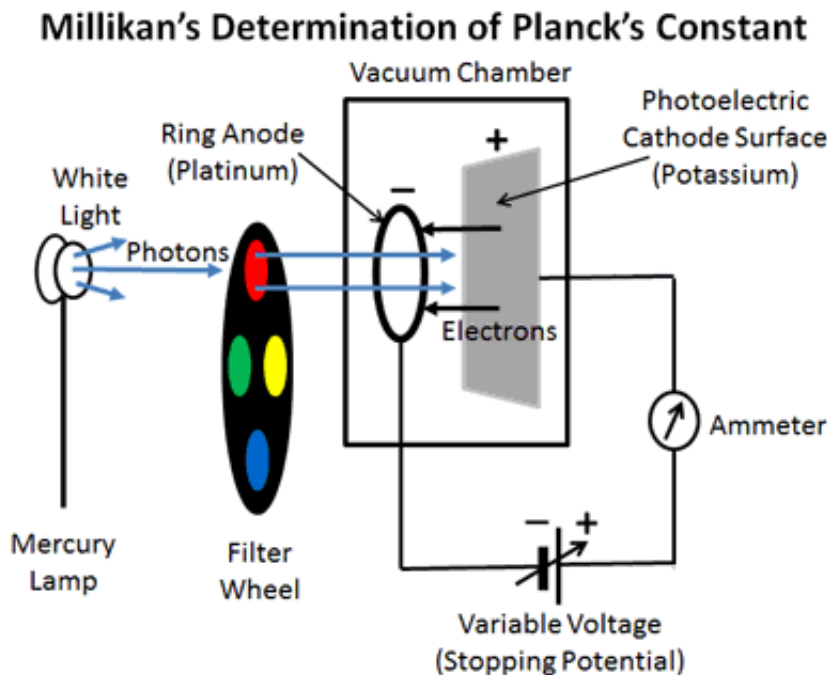 Millikan's Determination of Planck's Constant
Vacuum Chamber
Photoelectric
Cathode Surface
(Potassium)
Ring Anode
(Platinum)
+
−
White
Light
Photons
Electrons
Ammeter
− +
Mercury
Lamp
Filter
Wheel
Variable Voltage
(Stopping Potential)